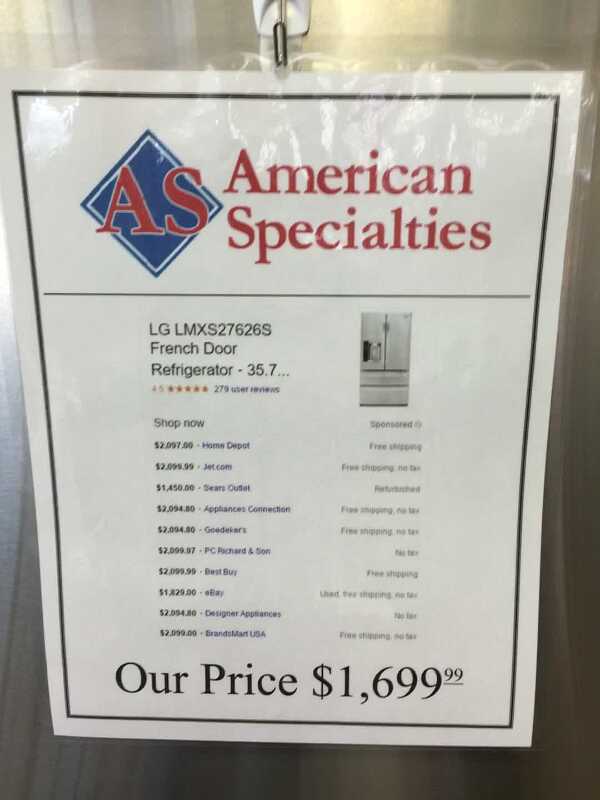 AS American
Specialties
LG LMXS27626S
French Door
Refrigerator - 35.7...
4.5 ★★★★★ 279 user reviews
Shop now Sponsored ⓘ
$2,097.00 - Home Depot Free shipping
$2,099.99 - Jet.com Free shipping, no tax
$1,450.00 - Sears Outlet Refurbished
$2,094.80 - Appliances Connection Free shipping, no tax
$2,094.80 - Goedeker's Free shipping, no tax
$2,099.97 - PC Richard & Son No tax
$2,099.99 - Best Buy Free shipping
$1,829.00 - eBay Used, free shipping, no tax
$2,094.80 - Designer Appliances No tax
$2,099.00 - BrandsMart USA Free shipping, no tax
Our Price $1,699.99